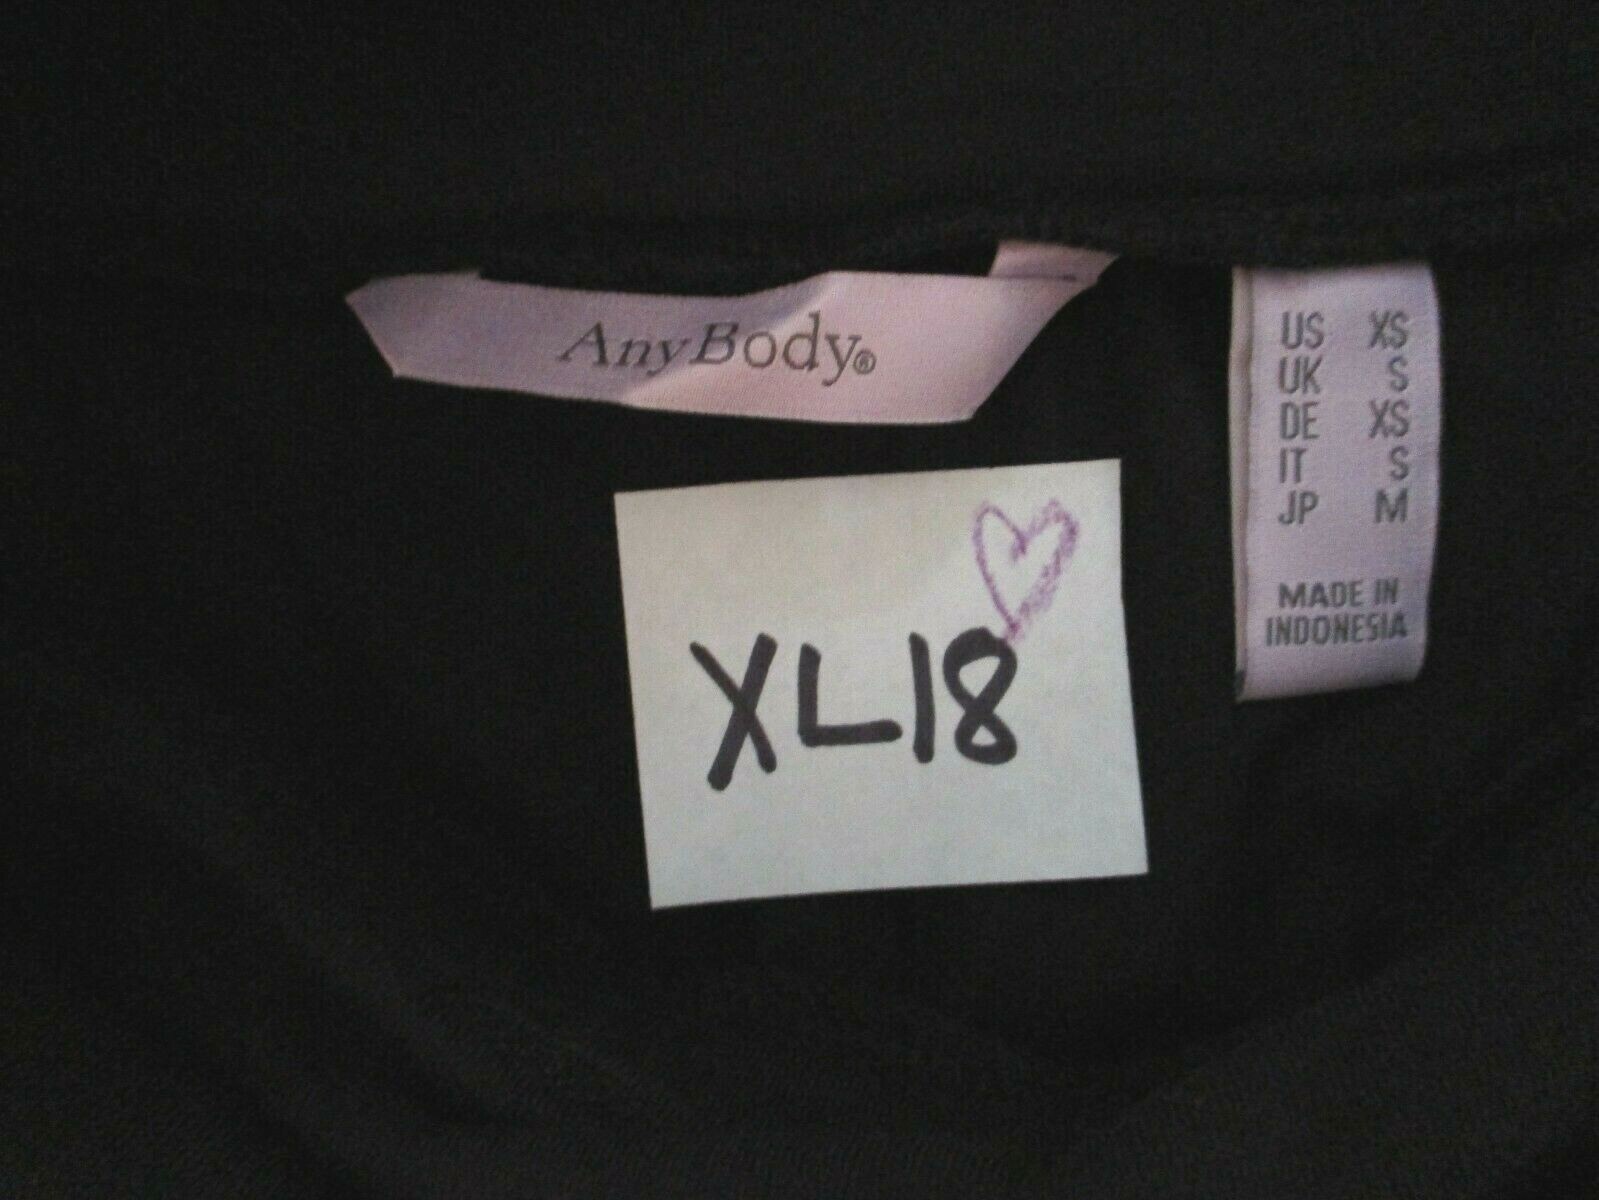 AnyBody®
US XS
UK S
DE XS
IT S
JP M
MADE IN
INDONESIA
XL18